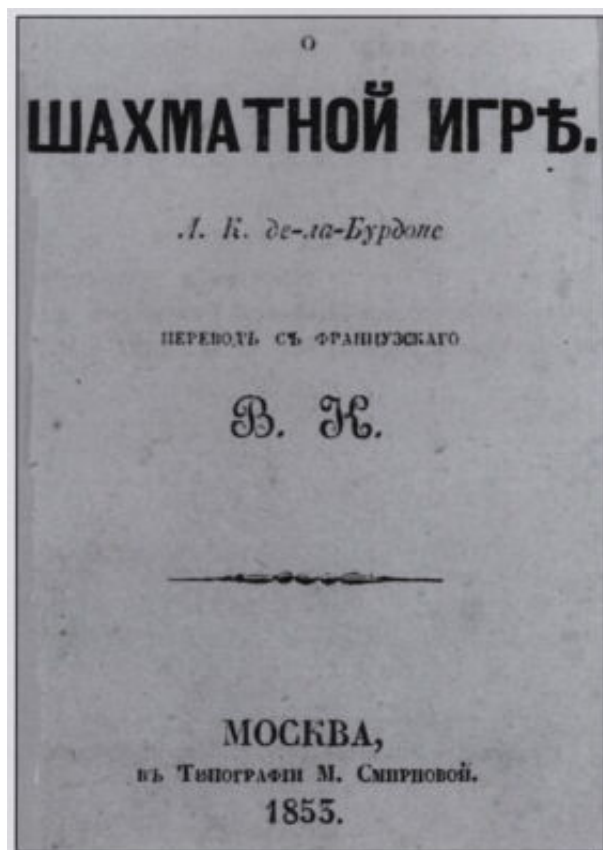 О
ШАХМАТНОЙ ИГРѢ.
Л. К. де-ла-Бурдоне
ПЕРЕВОДЪ СЪ ФРАНЦУЗСКАГО
В. К.
МОСКВА,
въ Типографіи М. Смирновой.
1853.